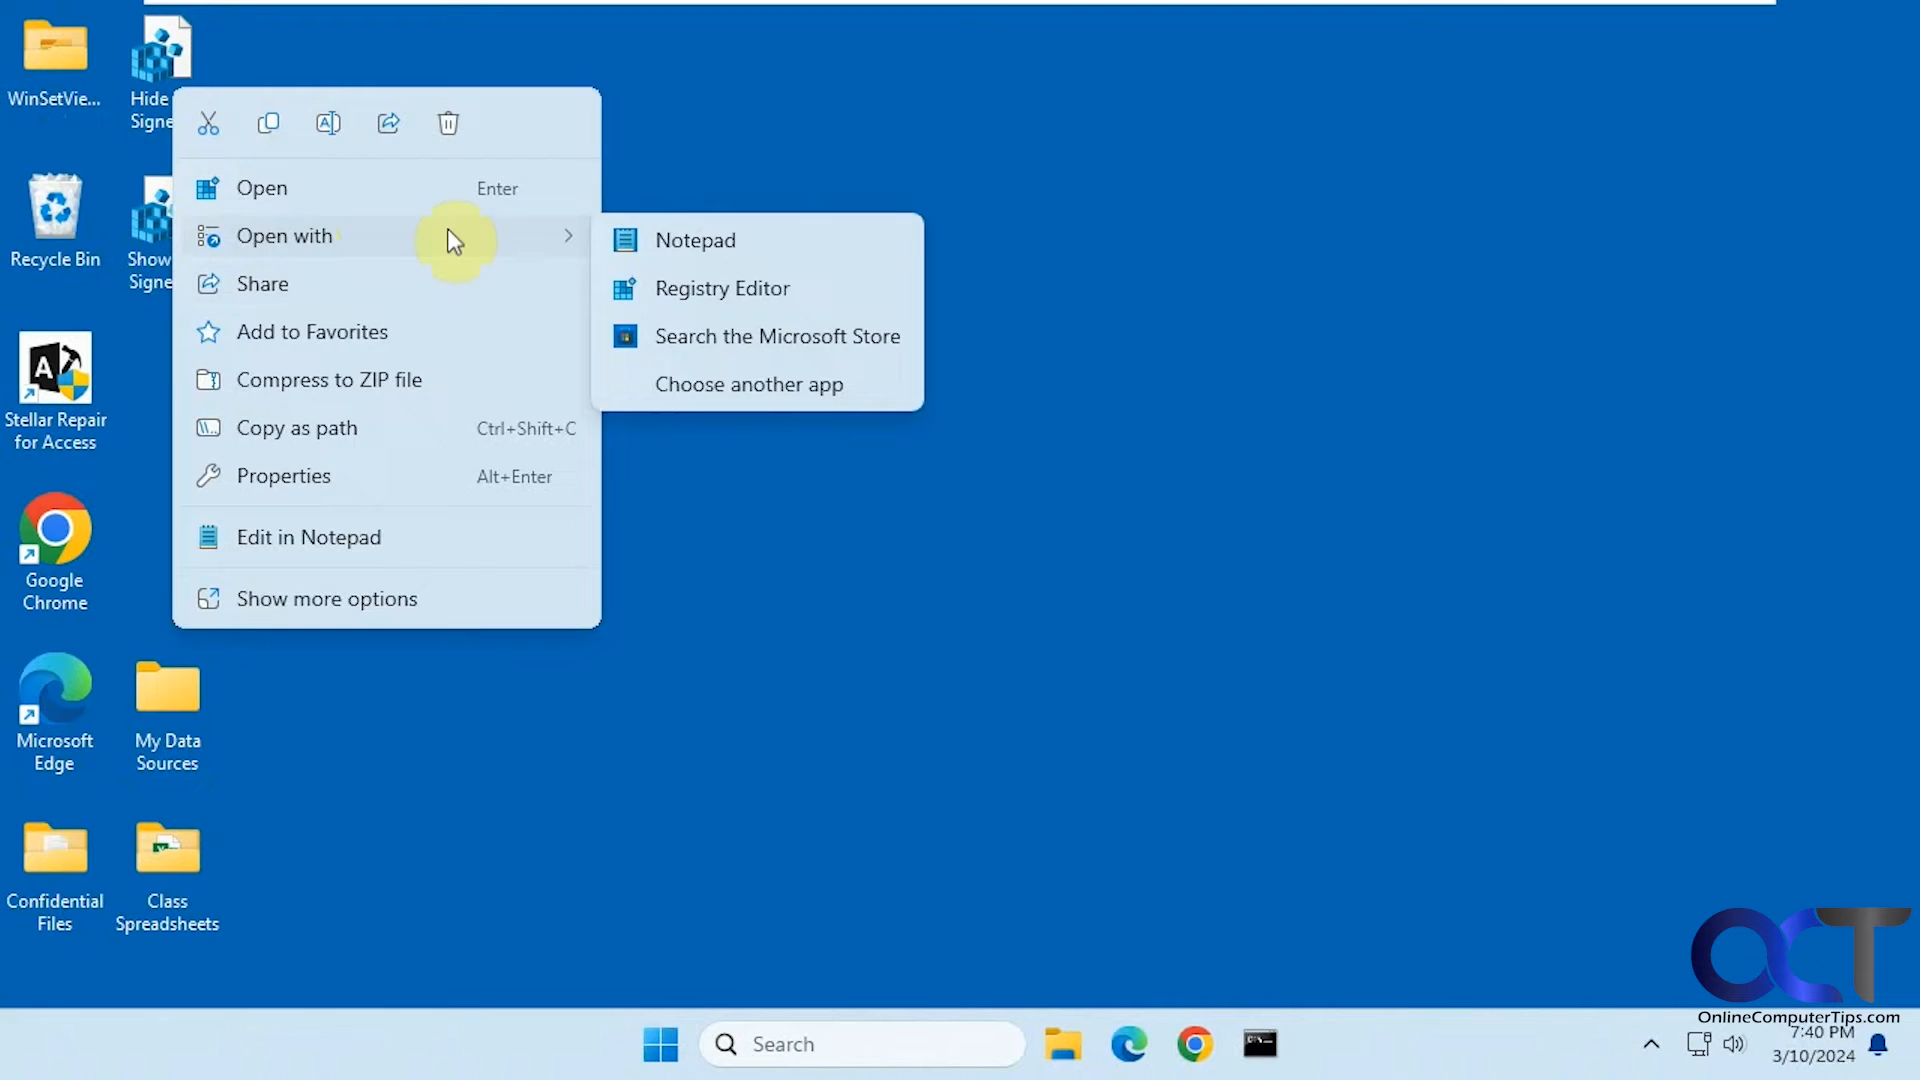 WinSetVie...
Hide
Signe
Recycle Bin
Show
Signe
Stellar Repair
for Access
Google
Chrome
Microsoft
Edge
My Data
Sources
Confidential
Files
Class
Spreadsheets
Open Enter
Open with
Share
Add to Favorites
Compress to ZIP file
Copy as path Ctrl+Shift+C
Properties Alt+Enter
Edit in Notepad
Show more options
Notepad
Registry Editor
Search the Microsoft Store
Choose another app
OCT
OnlineComputerTips.com
Search
7:40 PM
3/10/2024